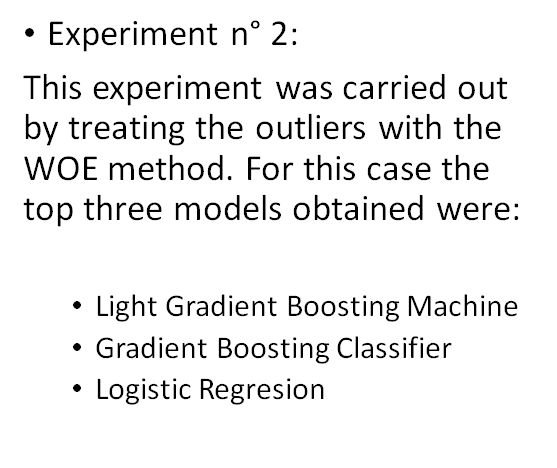 • Experiment n° 2:
This experiment was carried out
by treating the outliers with the
WOE method. For this case the
top three models obtained were:
• Light Gradient Boosting Machine
• Gradient Boosting Classifier
• Logistic Regresion